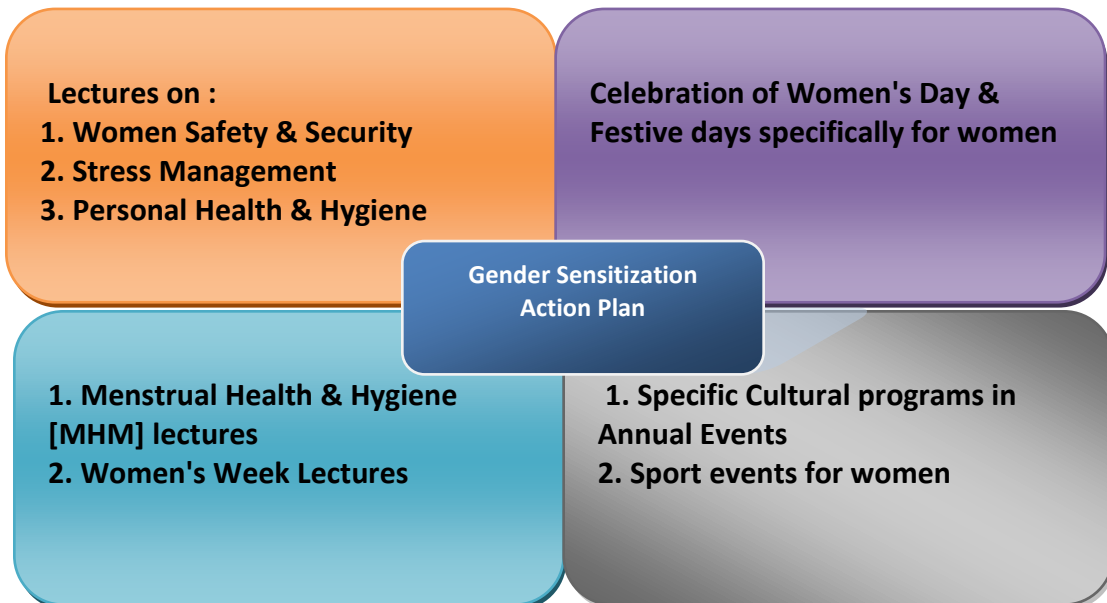 Lectures on :
1. Women Safety & Security
2. Stress Management
3. Personal Health & Hygiene
Celebration of Women's Day &
Festive days specifically for women
Gender Sensitization
Action Plan
1. Menstrual Health & Hygiene
[MHM] lectures
2. Women's Week Lectures
1. Specific Cultural programs in
Annual Events
2. Sport events for women